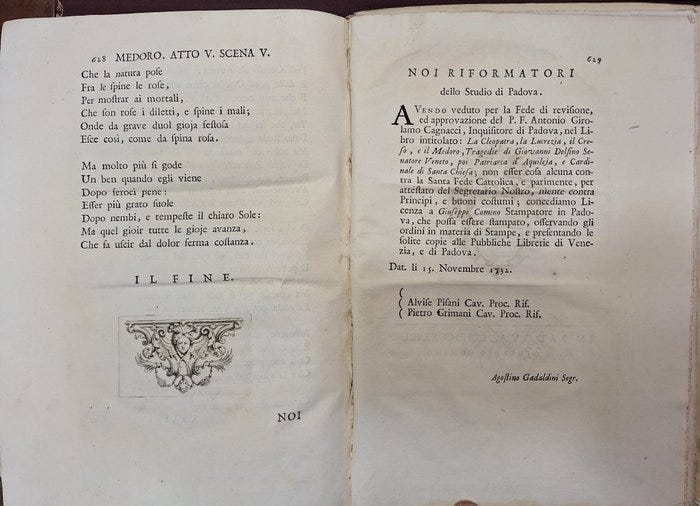 628 MEDORO. ATTO V. SCENA V.
Che la natura pose
Fra le spine le rose,
Per mostrar ai mortali,
Che son rose i diletti, e spine i mali;
Onde da grave duol gioja festosa
Esce così, come da spina rosa.
Ma molto più si gode
Un ben quando egli viene
Dopo feroci pene:
Esser più grato suole
Dopo nembi, e tempeste il chiaro Sole:
Ma quel gioir tutte le gioje avanza,
Che fa uscir dal dolor ferma costanza.
IL FINE.
NOI
629
NOI RIFORMATORI
dello Studio di Padova.
AVENDO veduto per la Fede di revisione,
ed approvazione del P. F. Antonio Giro-
lamo Cagnacci, Inquisitore di Padova, nel Li-
bro intitolato: La Cleopatra, la Lucrezia, il Cre-
so, e il Medoro, Tragedie di Giovanni Delfino Se-
natore Veneto, poi Patriarca d'Aquileja, e Cardi-
nale di Santa Chiesa; non esser cosa alcuna con-
tra la Santa Fede Cattolica, e parimente, per
attestato del Segretario Nostro, niente contra
Principi, e buoni costumi; concediamo Li-
cenza a Giuseppe Comino Stampatore in Pado-
va, che possa essere stampato, osservando gli
ordini in materia di Stampe, e presentando le
solite copie alle Pubbliche Librerie di Vene-
zia, e di Padova.
Dat. li 15. Novembre 1732.
( Alvise Pisani Cav. Proc. Rif.
( Pietro Grimani Cav. Proc. Rif.
Agostino Gadaldini Segr.